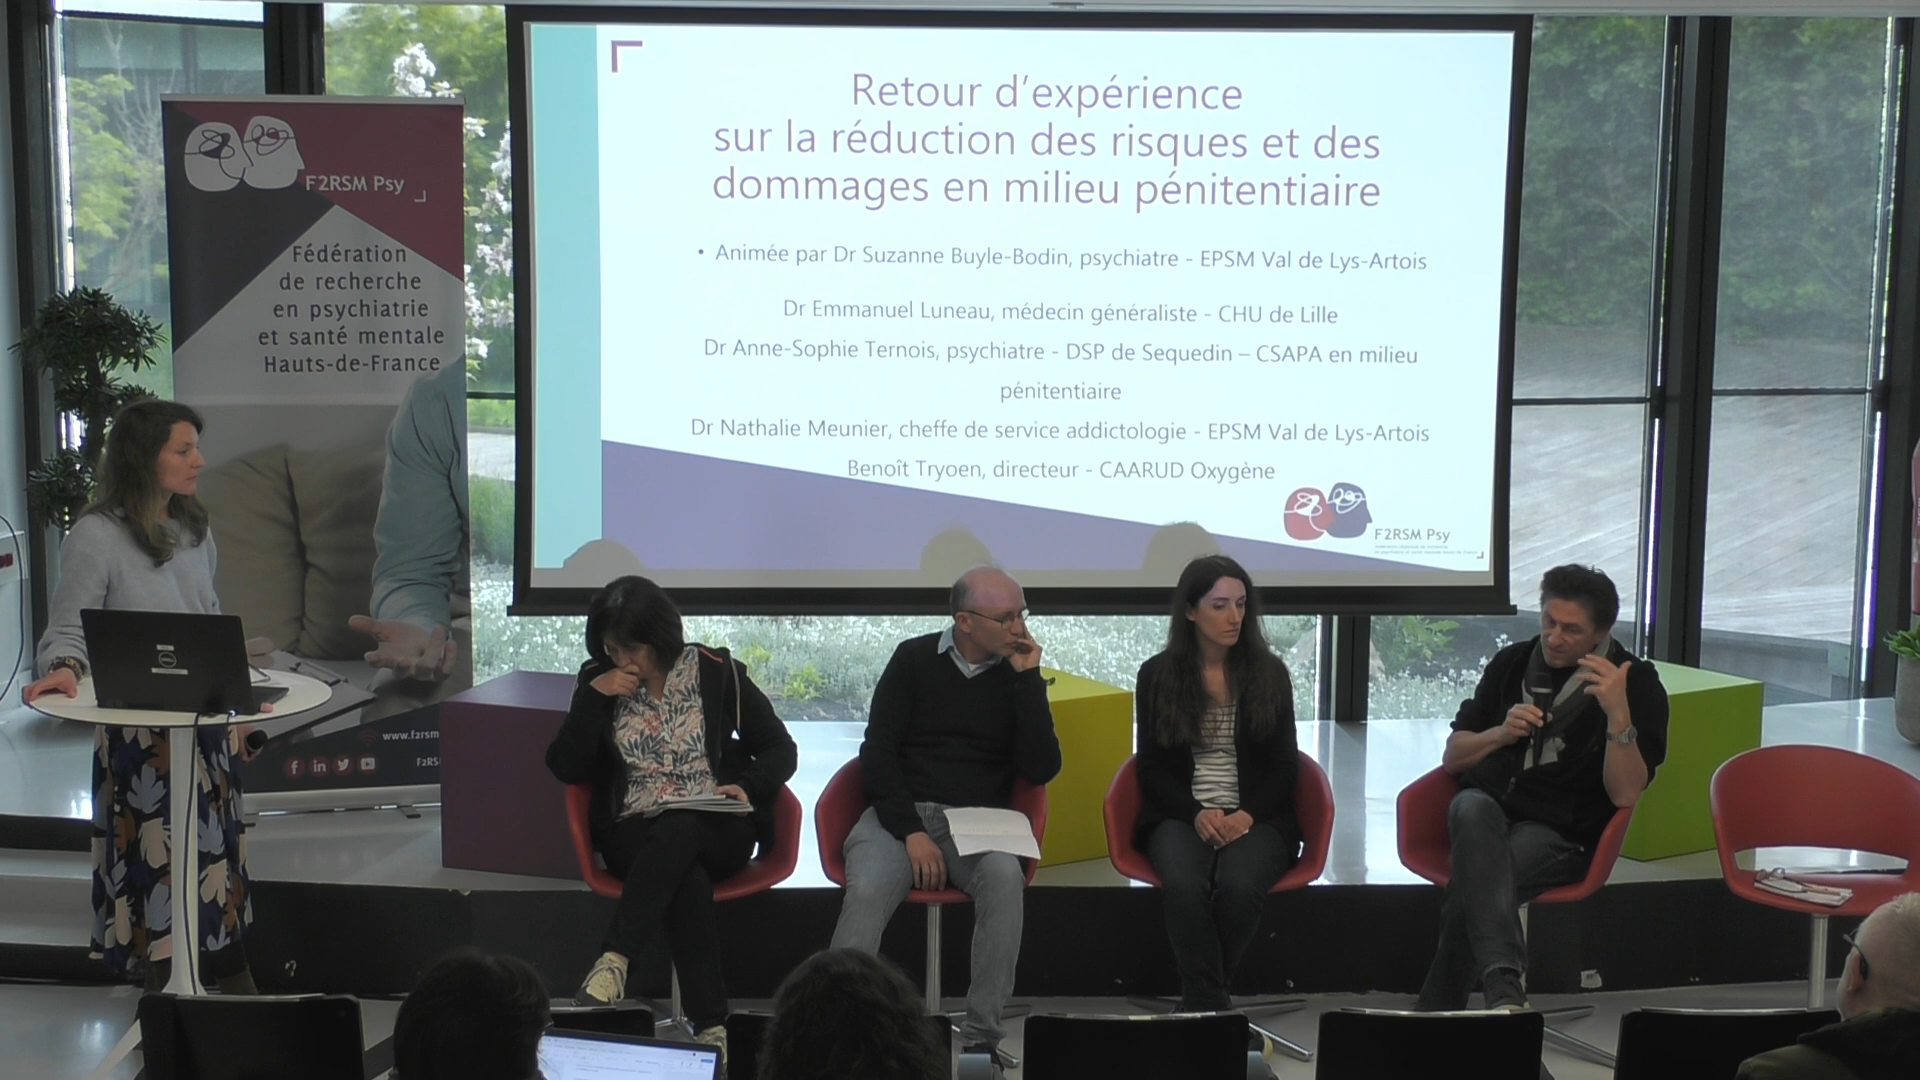 F2RSM Psy
Fédération
de recherche
en psychiatrie
et santé mentale
Hauts-de-France
www.f2rsm
F2RS
Retour d'expérience
sur la réduction des risques et des
dommages en milieu pénitentiaire
• Animée par Dr Suzanne Buyle-Bodin, psychiatre - EPSM Val de Lys-Artois
Dr Emmanuel Luneau, médecin généraliste - CHU de Lille
Dr Anne-Sophie Ternois, psychiatre - DSP de Sequedin – CSAPA en milieu
pénitentiaire
Dr Nathalie Meunier, cheffe de service addictologie - EPSM Val de Lys-Artois
Benoît Tryoen, directeur - CAARUD Oxygène
F2RSM Psy
DELL